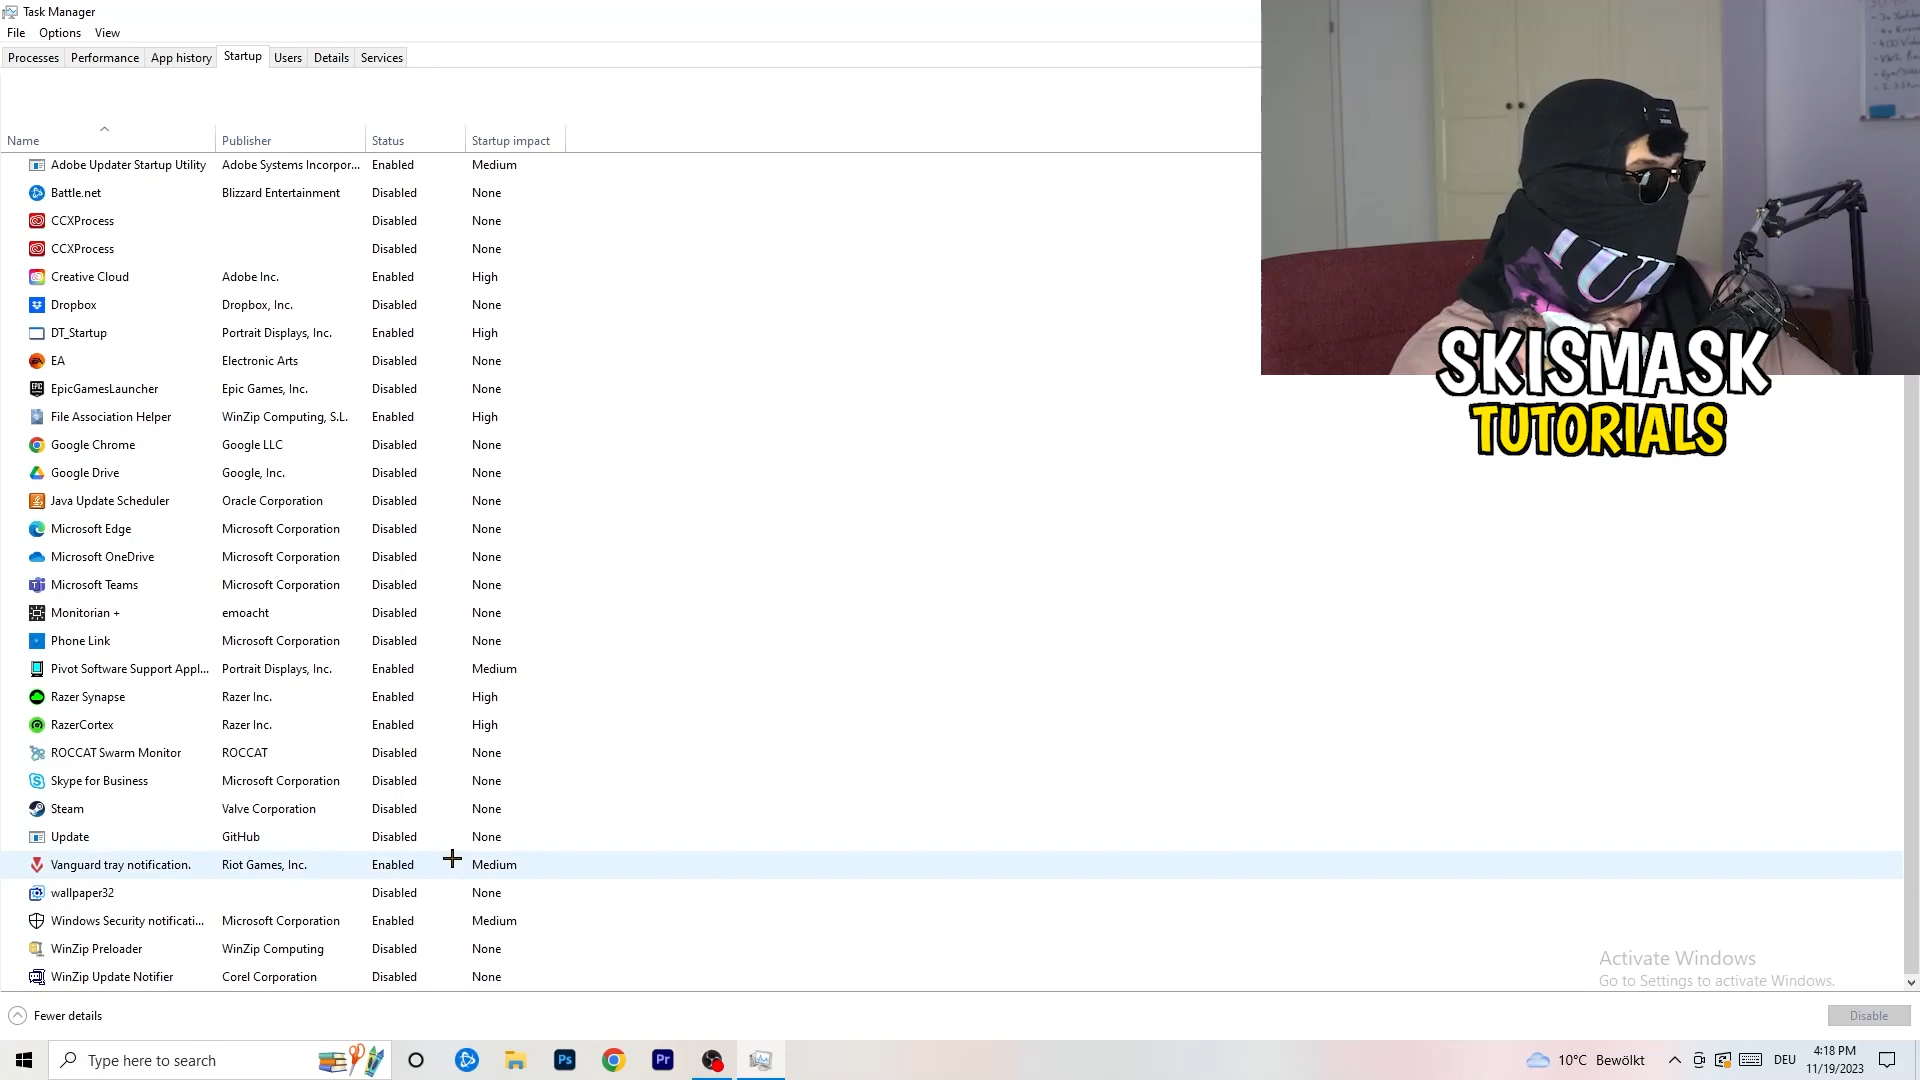 Task Manager
File Options View
Processes Performance App history Startup Users Details Services
Name Publisher Status Startup impact
Adobe Updater Startup Utility Adobe Systems Incorpor... Enabled Medium
Battle.net Blizzard Entertainment Disabled None
CCXProcess Disabled None
CCXProcess Disabled None
Creative Cloud Adobe Inc. Enabled High
Dropbox Dropbox, Inc. Disabled None
DT_Startup Portrait Displays, Inc. Enabled High
EA Electronic Arts Disabled None
EpicGamesLauncher Epic Games, Inc. Disabled None
File Association Helper WinZip Computing, S.L. Enabled High
Google Chrome Google LLC Disabled None
Google Drive Google, Inc. Disabled None
Java Update Scheduler Oracle Corporation Disabled None
Microsoft Edge Microsoft Corporation Disabled None
Microsoft OneDrive Microsoft Corporation Disabled None
Microsoft Teams Microsoft Corporation Disabled None
Monitorian + emoacht Disabled None
Phone Link Microsoft Corporation Disabled None
Pivot Software Support Appl... Portrait Displays, Inc. Enabled Medium
Razer Synapse Razer Inc. Enabled High
RazerCortex Razer Inc. Enabled High
ROCCAT Swarm Monitor ROCCAT Disabled None
Skype for Business Microsoft Corporation Disabled None
Steam Valve Corporation Disabled None
Update GitHub Disabled None
Vanguard tray notification. Riot Games, Inc. Enabled Medium
wallpaper32 Disabled None
Windows Security notificati... Microsoft Corporation Enabled Medium
WinZip Preloader WinZip Computing Disabled None
WinZip Update Notifier Corel Corporation Disabled None
SKISMASK
TUTORIALS
Activate Windows
Go to Settings to activate Windows.
Fewer details
Disable
Type here to search
Ps
Pr
10°C Bewölkt
DEU
4:18 PM
11/19/2023